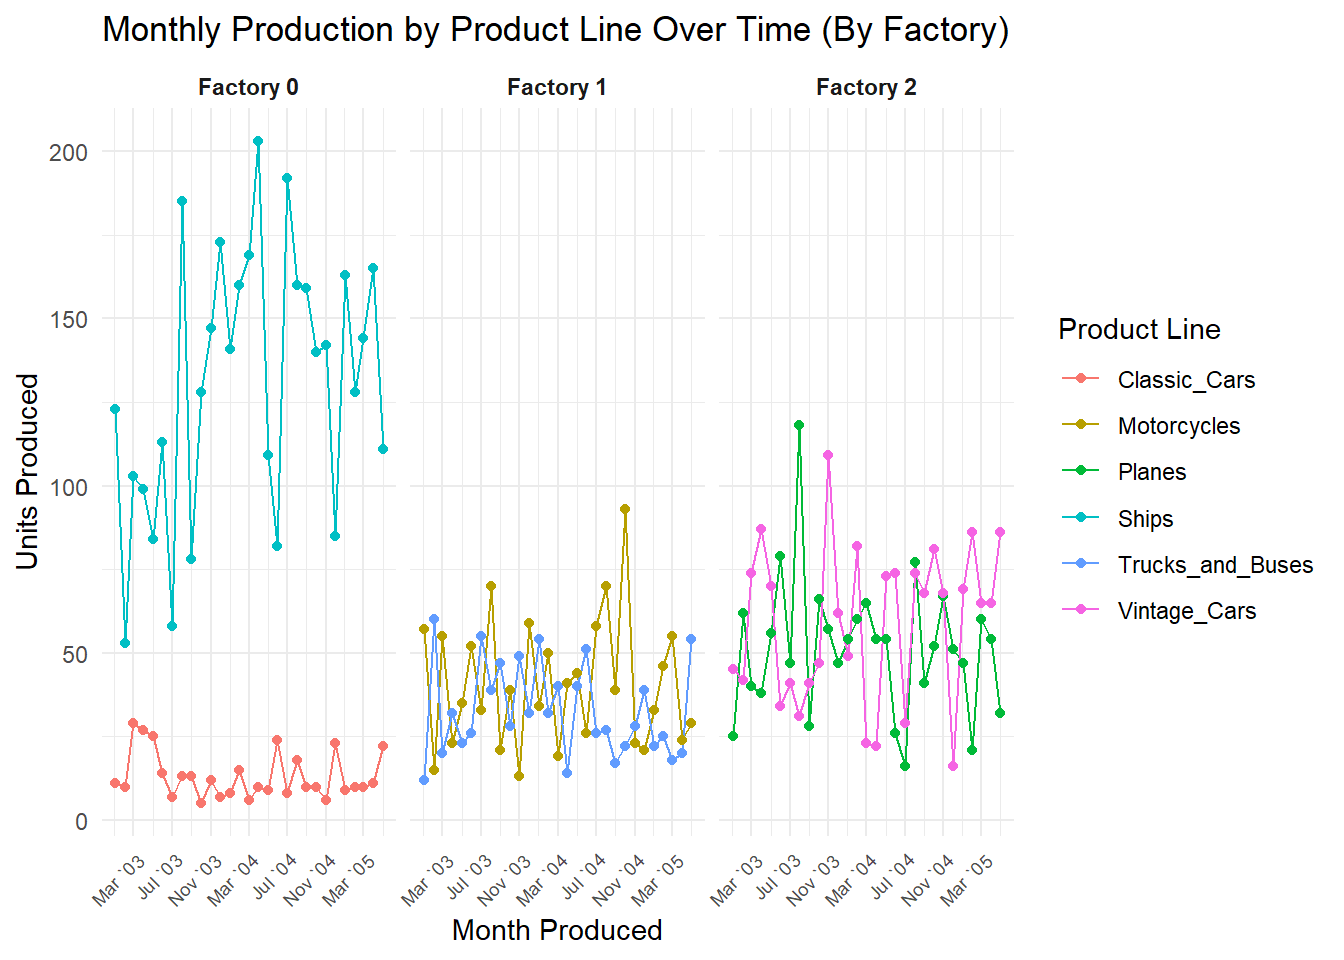 Monthly Production by Product Line Over Time (By Factory)
Factory 0
Factory 1
Factory 2
Units Produced
200
150
100
50
0
Mar `03
Jul `03
Nov `03
Mar `04
Jul `04
Nov `04
Mar `05
Mar `03
Jul `03
Nov `03
Mar `04
Jul `04
Nov `04
Mar `05
Mar `03
Jul `03
Nov `03
Mar `04
Jul `04
Nov `04
Mar `05
Month Produced
Product Line
Classic_Cars
Motorcycles
Planes
Ships
Trucks_and_Buses
Vintage_Cars